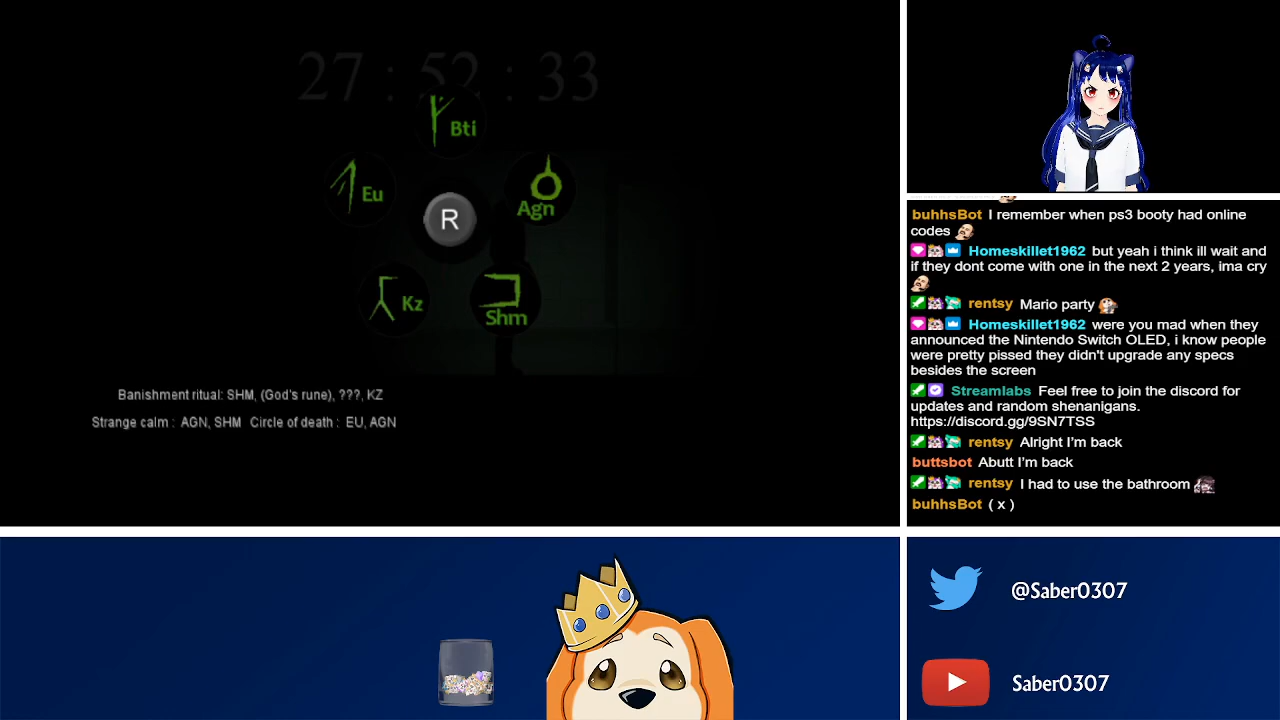 27 : 52 : 33
Bti
Eu
Agn
R
Kz
Shm
Banishment ritual: SHM, (God's rune), ???, KZ
Strange calm : AGN, SHM Circle of death : EU, AGN
buhhsBot I remember when ps3 booty had online
codes
Homeskillet1962 but yeah i think ill wait and
if they dont come with one in the next 2 years, ima cry
rentsy Mario party
Homeskillet1962 were you mad when they
announced the Nintendo Switch OLED, i know people
were pretty pissed they didn't upgrade any specs
besides the screen
Streamlabs Feel free to join the discord for
updates and random shenanigans.
https://discord.gg/9SN7TSS
rentsy Alright I'm back
buttsbot Abutt I'm back
rentsy I had to use the bathroom
buhhsBot ( x )
@Saber0307
Saber0307